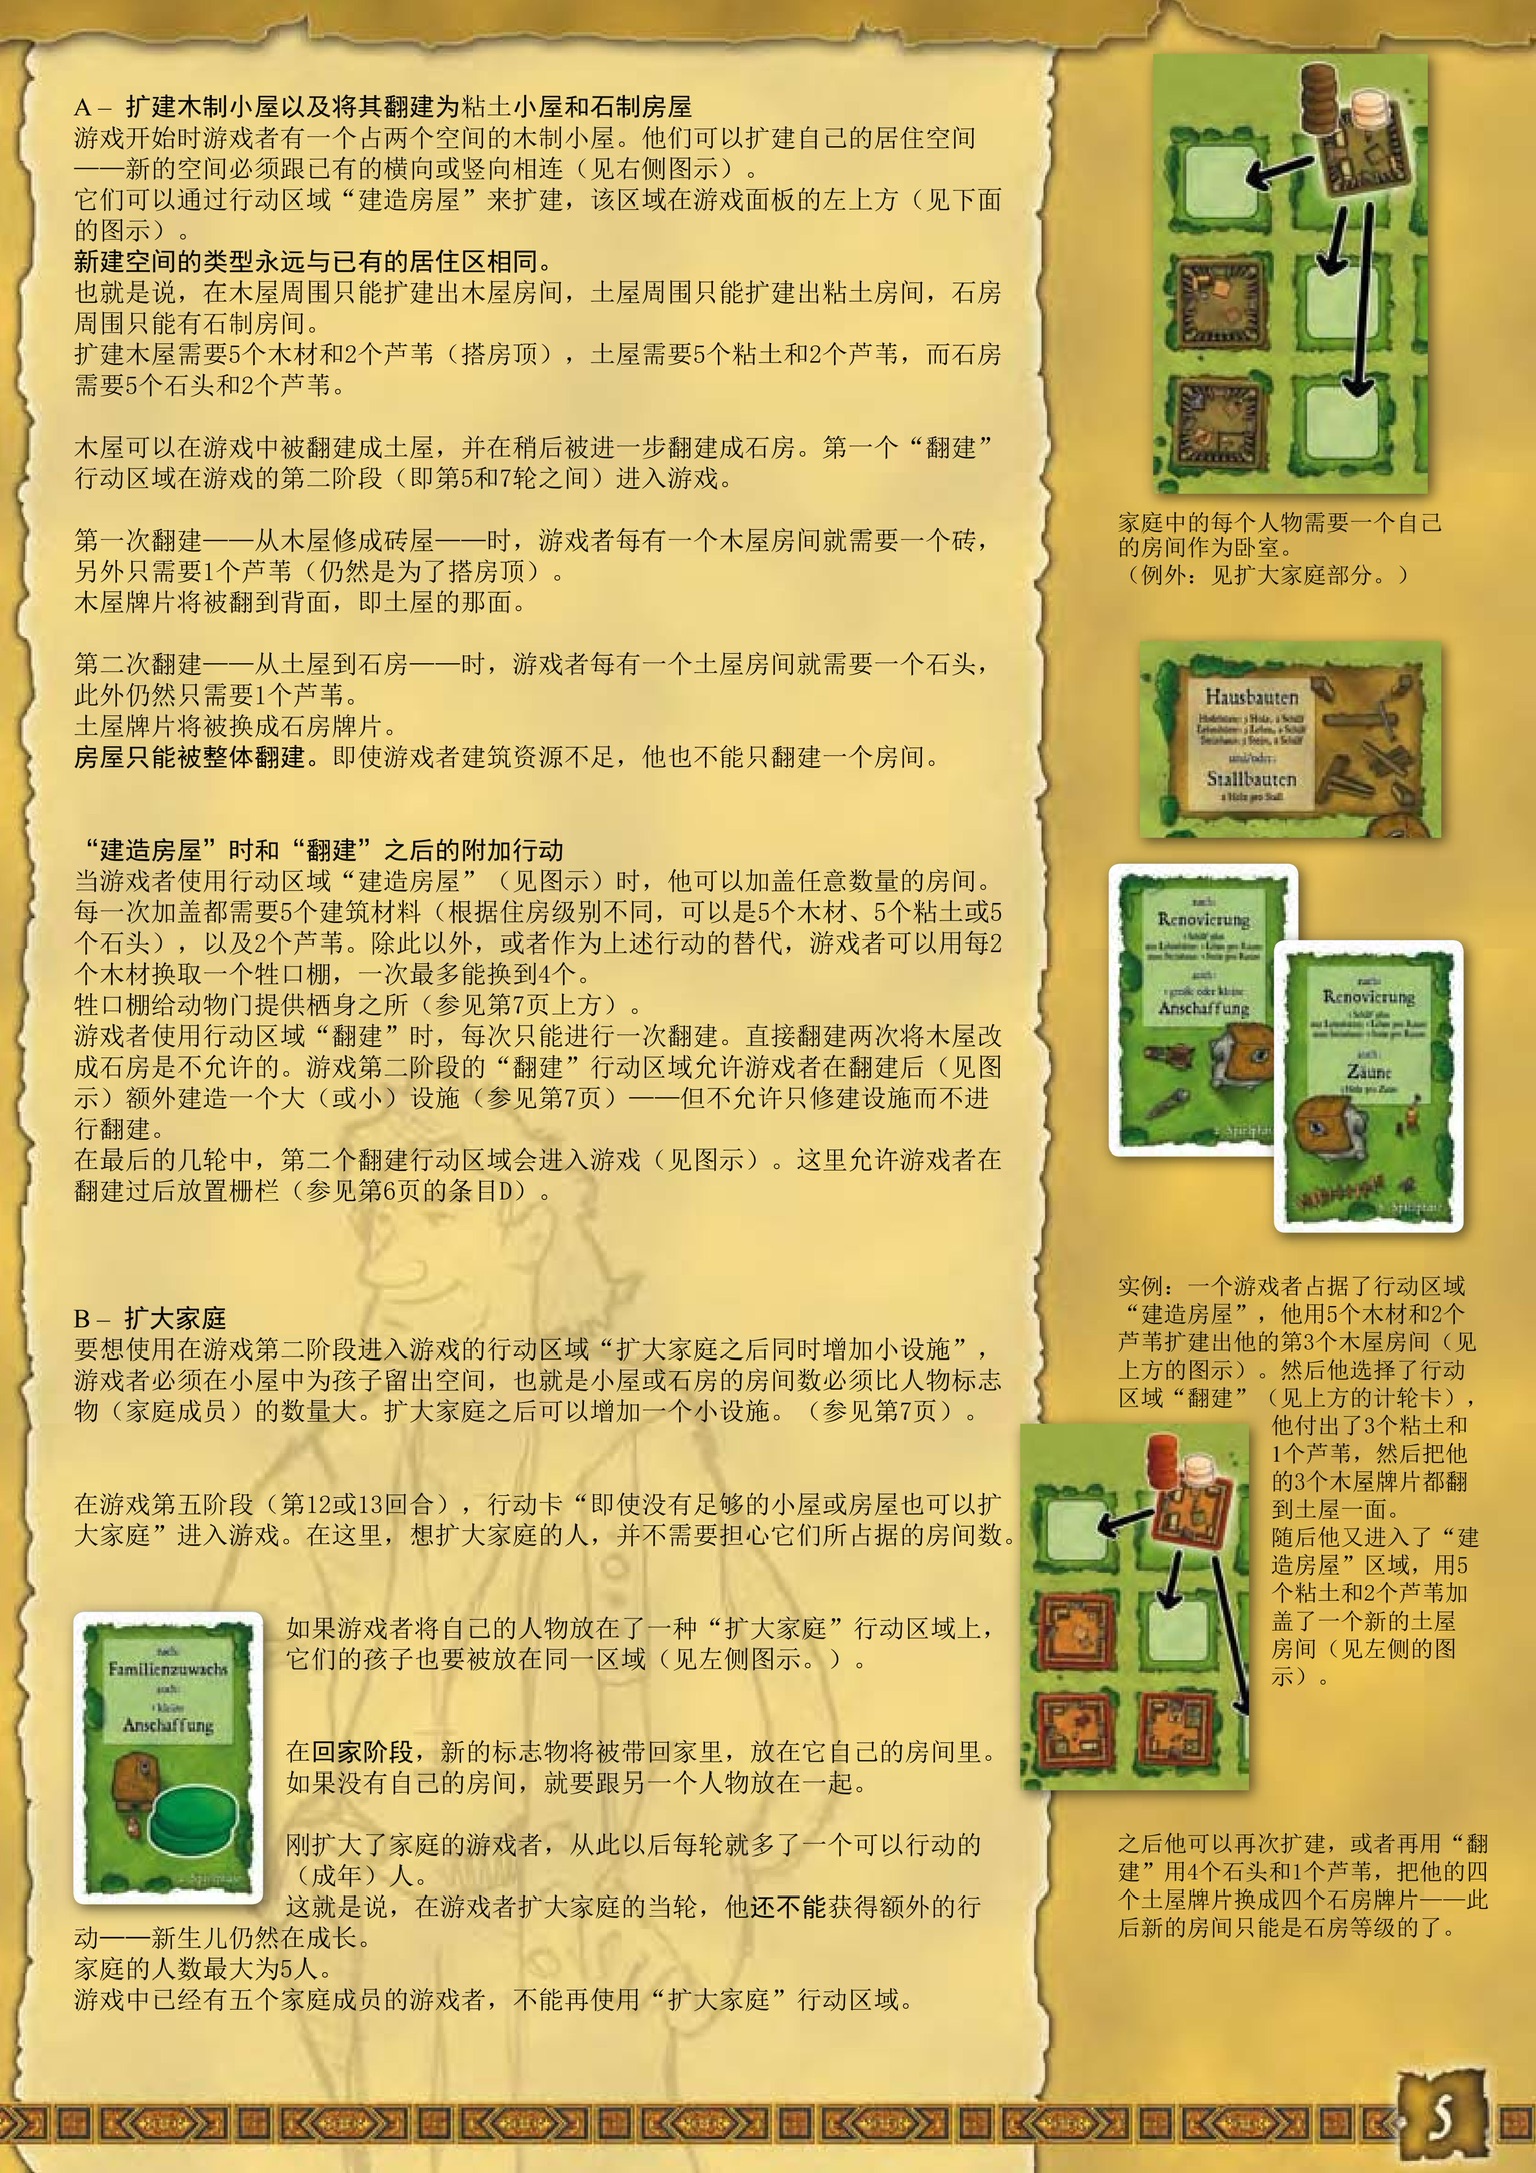 A – 扩建木制小屋以及将其翻建为粘土小屋和石制房屋
游戏开始时游戏者有一个占两个空间的木制小屋。他们可以扩建自己的居住空间
——新的空间必须跟已有的横向或竖向相连（见右侧图示）。
它们可以通过行动区域“建造房屋”来扩建，该区域在游戏面板的左上方（见下面
的图示）。
新建空间的类型永远与已有的居住区相同。
也就是说，在木屋周围只能扩建出木屋房间，土屋周围只能扩建出粘土房间，石房
周围只能有石制房间。
扩建木屋需要5个木材和2个芦苇（搭房顶），土屋需要5个粘土和2个芦苇，而石房
需要5个石头和2个芦苇。
木屋可以在游戏中被翻建成土屋，并在稍后被进一步翻建成石房。第一个“翻建”
行动区域在游戏的第二阶段（即第5和7轮之间）进入游戏。
第一次翻建——从木屋修成砖屋——时，游戏者每有一个木屋房间就需要一个砖，
另外只需要1个芦苇（仍然是为了搭房顶）。
木屋牌片将被翻到背面，即土屋的那面。
第二次翻建——从土屋到石房——时，游戏者每有一个土屋房间就需要一个石头，
此外仍然只需要1个芦苇。
土屋牌片将被换成石房牌片。
房屋只能被整体翻建。即使游戏者建筑资源不足，他也不能只翻建一个房间。
“建造房屋”时和“翻建”之后的附加行动
当游戏者使用行动区域“建造房屋”（见图示）时，他可以加盖任意数量的房间。
每一次加盖都需要5个建筑材料（根据住房级别不同，可以是5个木材、5个粘土或5
个石头），以及2个芦苇。除此以外，或者作为上述行动的替代，游戏者可以用每2
个木材换取一个牲口棚，一次最多能换到4个。
牲口棚给动物门提供栖身之所（参见第7页上方）。
游戏者使用行动区域“翻建”时，每次只能进行一次翻建。直接翻建两次将木屋改
成石房是不允许的。游戏第二阶段的“翻建”行动区域允许游戏者在翻建后（见图
示）额外建造一个大（或小）设施（参见第7页）——但不允许只修建设施而不进
行翻建。
在最后的几轮中，第二个翻建行动区域会进入游戏（见图示）。这里允许游戏者在
翻建过后放置栅栏（参见第6页的条目D）。
B – 扩大家庭
要想使用在游戏第二阶段进入游戏的行动区域“扩大家庭之后同时增加小设施”，
游戏者必须在小屋中为孩子留出空间，也就是小屋或石房的房间数必须比人物标志
物（家庭成员）的数量大。扩大家庭之后可以增加一个小设施。（参见第7页）。
在游戏第五阶段（第12或13回合），行动卡“即使没有足够的小屋或房屋也可以扩
大家庭”进入游戏。在这里，想扩大家庭的人，并不需要担心它们所占据的房间数。
nach:
Familienzuwachs
auch:
1 kleine
Anschaffung
如果游戏者将自己的人物放在了一种“扩大家庭”行动区域上，
它们的孩子也要被放在同一区域（见左侧图示。）。
在回家阶段，新的标志物将被带回家里，放在它自己的房间里。
如果没有自己的房间，就要跟另一个人物放在一起。
刚扩大了家庭的游戏者，从此以后每轮就多了一个可以行动的
（成年）人。
这就是说，在游戏者扩大家庭的当轮，他还不能获得额外的行
动——新生儿仍然在成长。
家庭的人数最大为5人。
游戏中已经有五个家庭成员的游戏者，不能再使用“扩大家庭”行动区域。
家庭中的每个人物需要一个自己
的房间作为卧室。
（例外：见扩大家庭部分。）
Hausbauten
und/oder:
Stallbauten
2 Holz pro Stall
nach:
Renovierung
auch:
1 große oder kleine
Anschaffung
nach:
Renovierung
auch:
Zäune
1 Holz pro Zaun
实例：一个游戏者占据了行动区域
“建造房屋”，他用5个木材和2个
芦苇扩建出他的第3个木屋房间（见
上方的图示）。然后他选择了行动
区域“翻建”（见上方的计轮卡），
他付出了3个粘土和
1个芦苇，然后把他
的3个木屋牌片都翻
到土屋一面。
随后他又进入了“建
造房屋”区域，用5
个粘土和2个芦苇加
盖了一个新的土屋
房间（见左侧的图
示）。
之后他可以再次扩建，或者再用“翻
建”用4个石头和1个芦苇，把他的四
个土屋牌片换成四个石房牌片——此
后新的房间只能是石房等级的了。
5